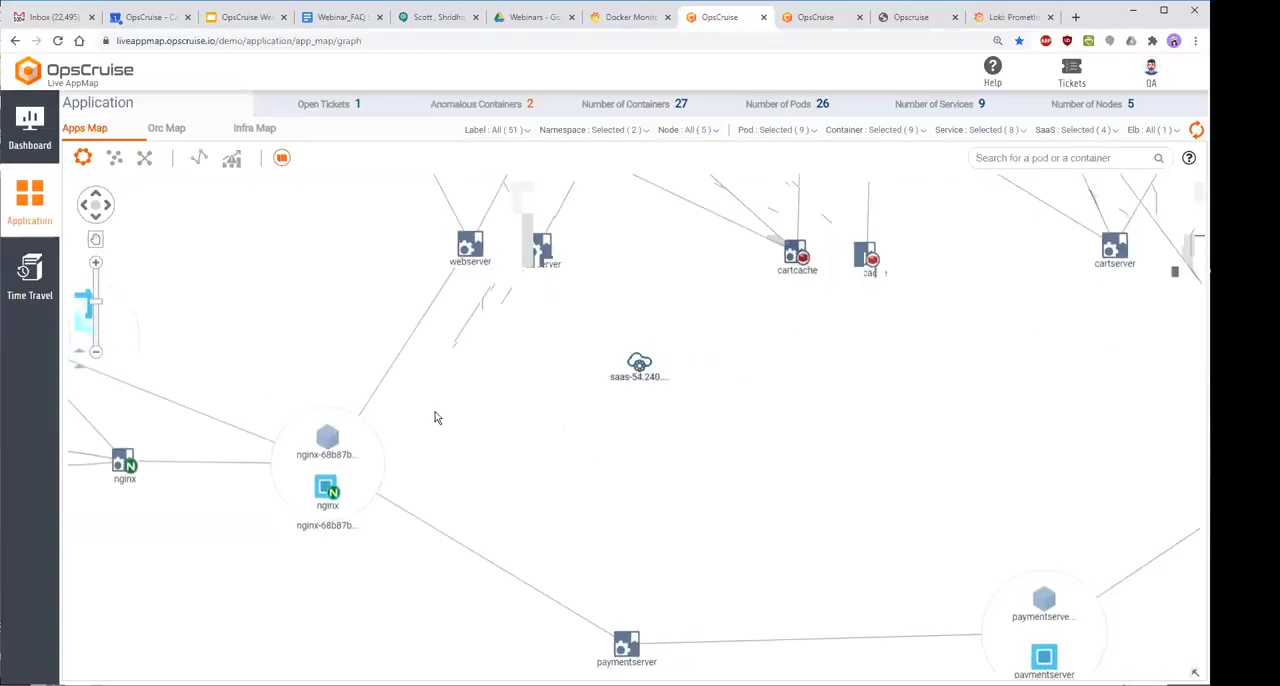 Inbox (22,495)
OpsCruise - Ca
OpsCruise We
Webinar_FAQ
Scott , Shridha
Webinars - Go
Docker Monito
OpsCruise
OpsCruise
Opscruise
Loki: Prometh
liveappmap.opscruise.io/demo/application/app_map/graph
OpsCruise
Live AppMap
Help
Tickets
QA
Application
Open Tickets 1
Anomalous Containers 2
Number of Containers 27
Number of Pods 26
Number of Services 9
Number of Nodes 5
Dashboard
Application
Time Travel
Apps Map
Orc Map
Infra Map
Label : All ( 51 )
Namespace : Selected ( 2 )
Node: All ( 5 )
Pod : Selected ( 9 )
Container: Selected ( 9 )
Service : Selected ( 8 )
SaaS : Selected ( 4 )
Elb : All ( 1 )
Search for a pod or a container
webserver
cartcache
cartserver
saas-54.240....
nginx-68b87b...
nginx
nginx
nginx-68b87b...
paymentserver
paymentserve...
paymentserver